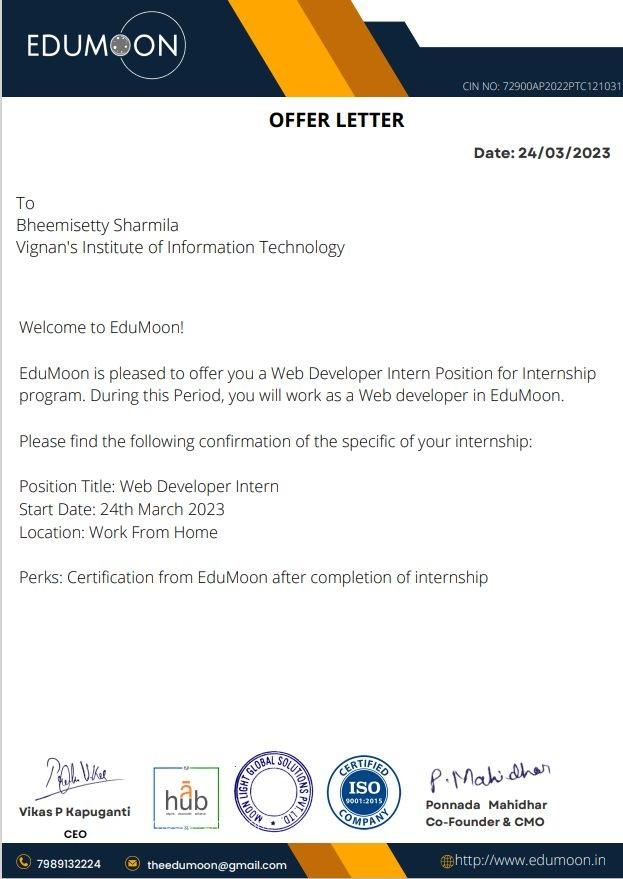 EDUMOON
CIN NO: 72900AP2022PTC121031
OFFER LETTER
Date: 24/03/2023
To
Bheemisetty Sharmila
Vignan's Institute of Information Technology
Welcome to EduMoon!
EduMoon is pleased to offer you a Web Developer Intern Position for Internship
program. During this Period, you will work as a Web developer in EduMoon.
Please find the following confirmation of the specific of your internship:
Position Title: Web Developer Intern
Start Date: 24th March 2023
Location: Work From Home
Perks: Certification from EduMoon after completion of internship
hub
MOON LIGHT GLOBAL SOLUTIONS PVT. LTD
CERTIFIED
ISO
9001:2015
COMPANY
P. Mahidhar
Vikas P Kapuganti
CEO
Ponnada Mahidhar
Co-Founder & CMO
7989132224
theedumoon@gmail.com
http://www.edumoon.in